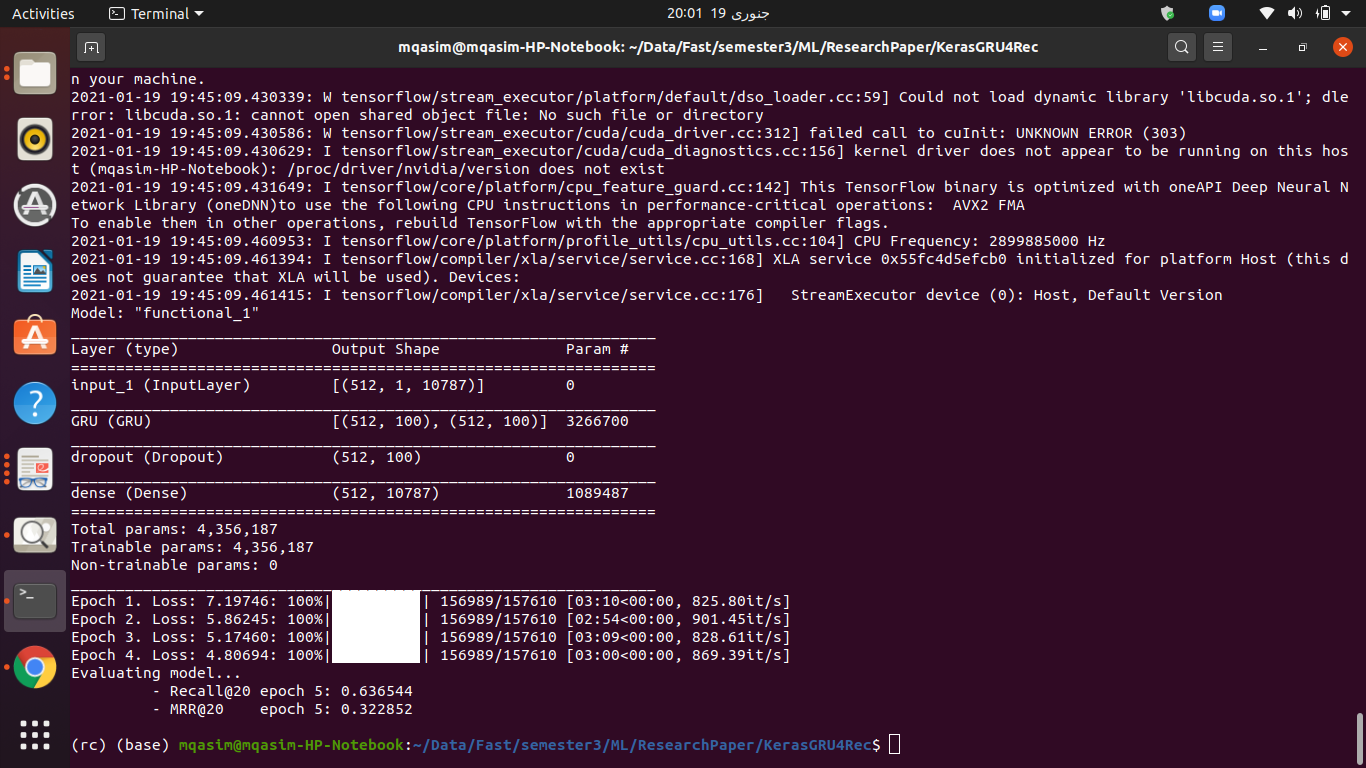 Activities
Terminal
20:01 19 جنوری
mqasim@mqasim-HP-Notebook: ~/Data/Fast/semester3/ML/ResearchPaper/KerasGRU4Rec
n your machine.
2021-01-19 19:45:09.430339: W tensorflow/stream_executor/platform/default/dso_loader.cc:59] Could not load dynamic library 'libcuda.so.1'; dle
rror: libcuda.so.1: cannot open shared object file: No such file or directory
2021-01-19 19:45:09.430586: W tensorflow/stream_executor/cuda/cuda_driver.cc:312] failed call to cuInit: UNKNOWN ERROR (303)
2021-01-19 19:45:09.430629: I tensorflow/stream_executor/cuda/cuda_diagnostics.cc:156] kernel driver does not appear to be running on this hos
t (mqasim-HP-Notebook): /proc/driver/nvidia/version does not exist
2021-01-19 19:45:09.431649: I tensorflow/core/platform/cpu_feature_guard.cc:142] This TensorFlow binary is optimized with oneAPI Deep Neural N
etwork Library (oneDNN)to use the following CPU instructions in performance-critical operations:  AVX2 FMA
To enable them in other operations, rebuild TensorFlow with the appropriate compiler flags.
2021-01-19 19:45:09.460953: I tensorflow/core/platform/profile_utils/cpu_utils.cc:104] CPU Frequency: 2899885000 Hz
2021-01-19 19:45:09.461394: I tensorflow/compiler/xla/service/service.cc:168] XLA service 0x55fc4d5efcb0 initialized for platform Host (this d
oes not guarantee that XLA will be used). Devices:
2021-01-19 19:45:09.461415: I tensorflow/compiler/xla/service/service.cc:176]   StreamExecutor device (0): Host, Default Version
Model: "functional_1"
_________________________________________________________________
Layer (type)                 Output Shape              Param #
=================================================================
input_1 (InputLayer)         [(512, 1, 10787)]         0
_________________________________________________________________
GRU (GRU)                    [(512, 100), (512, 100)]  3266700
_________________________________________________________________
dropout (Dropout)            (512, 100)                0
_________________________________________________________________
dense (Dense)                (512, 10787)              1089487
=================================================================
Total params: 4,356,187
Trainable params: 4,356,187
Non-trainable params: 0
_________________________________________________________________
Epoch 1. Loss: 7.19746: 100%|██████████| 156989/157610 [03:10<00:00, 825.80it/s]
Epoch 2. Loss: 5.86245: 100%|██████████| 156989/157610 [02:54<00:00, 901.45it/s]
Epoch 3. Loss: 5.17460: 100%|██████████| 156989/157610 [03:09<00:00, 828.61it/s]
Epoch 4. Loss: 4.80694: 100%|██████████| 156989/157610 [03:00<00:00, 869.39it/s]
Evaluating model...
- Recall@20 epoch 5: 0.636544
- MRR@20    epoch 5: 0.322852
(rc) (base) mqasim@mqasim-HP-Notebook:~/Data/Fast/semester3/ML/ResearchPaper/KerasGRU4Rec$